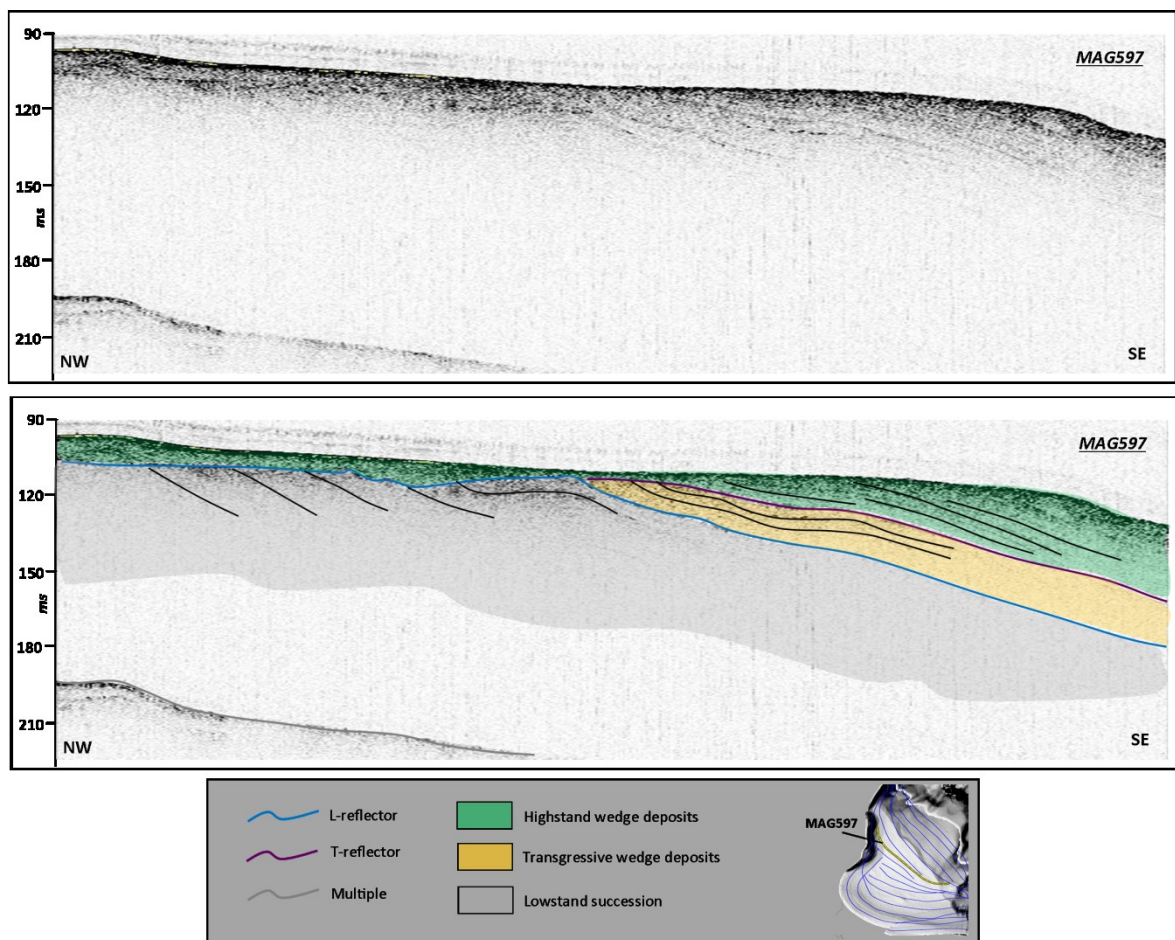 90
MAG597
120
150
ms
180
210
NW
SE
90
MAG597
120
150
ms
180
210
NW
SE
L-reflector
Highstand wedge deposits
MAG597
T-reflector
Transgressive wedge deposits
Multiple
Lowstand succession